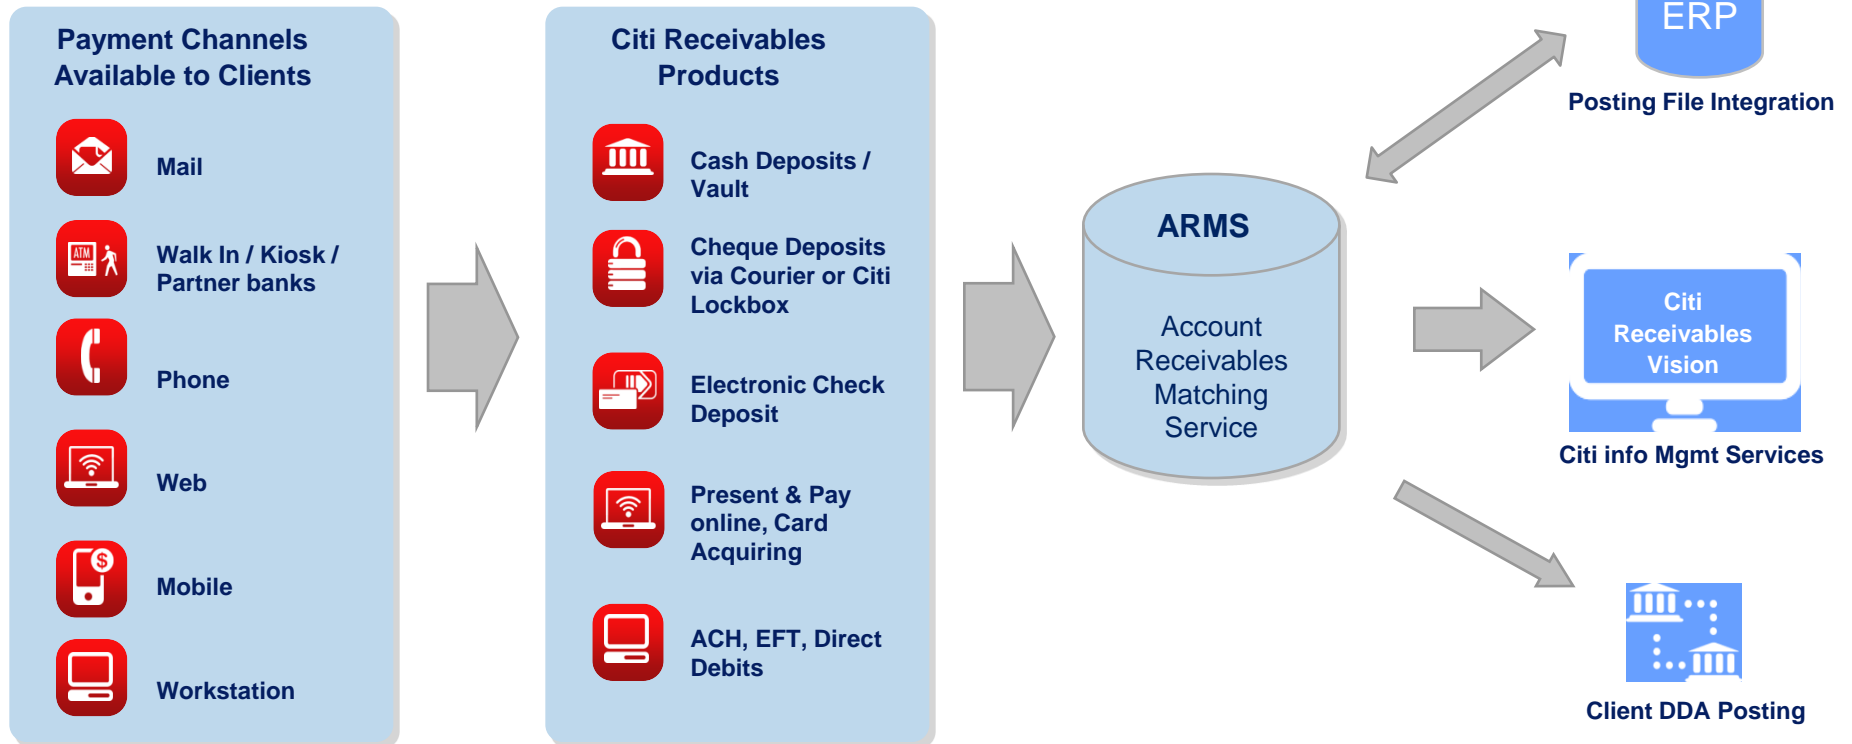 Payment Channels
Available to Clients
Mail
ATM
Walk In / Kiosk /
Partner banks
Phone
Web
$
Mobile
Workstation
Citi Receivables
Products
Cash Deposits /
Vault
Cheque Deposits
via Courier or Citi
Lockbox
Electronic Check
Deposit
Present & Pay
online, Card
Acquiring
ACH, EFT, Direct
Debits
ARMS
Account
Receivables
Matching
Service
ERP
Posting File Integration
Citi
Receivables
Vision
Citi info Mgmt Services
Client DDA Posting